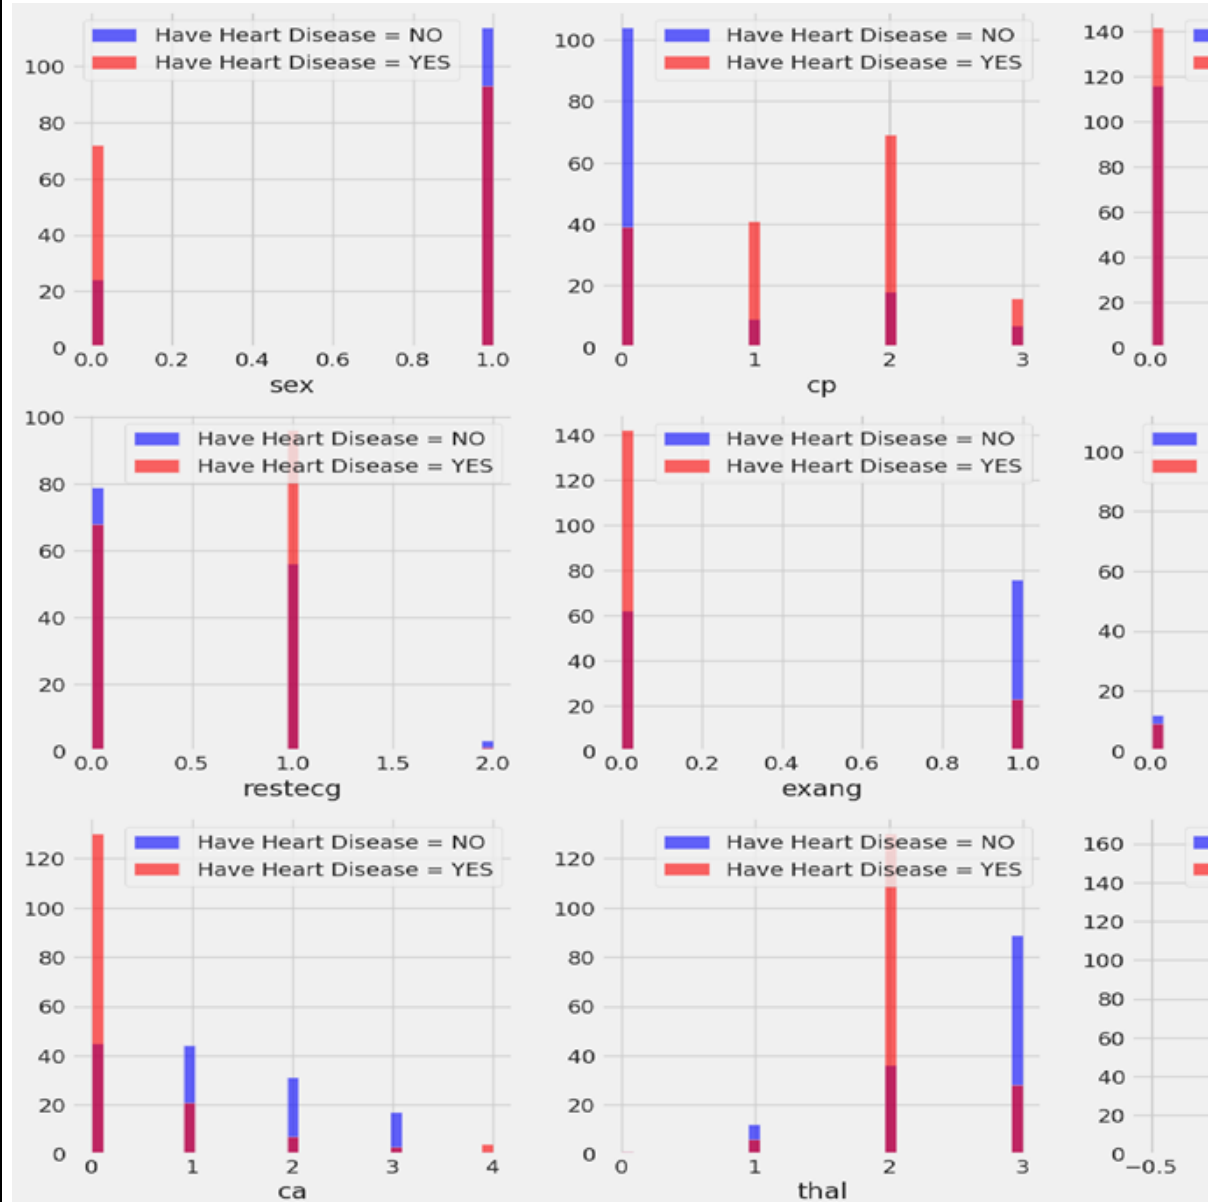 Have Heart Disease = NO
Have Heart Disease = YES
100
80
60
40
20
0
0.0 0.2 0.4 0.6 0.8 1.0
sex
Have Heart Disease = NO
Have Heart Disease = YES
100
80
60
40
20
0
0 1 2 3
cp
140
120
100
80
60
40
20
0
0.0
Have Heart Disease = NO
Have Heart Disease = YES
100
80
60
40
20
0
0.0 0.5 1.0 1.5 2.0
restecg
Have Heart Disease = NO
Have Heart Disease = YES
140
120
100
80
60
40
20
0
0.0 0.2 0.4 0.6 0.8 1.0
exang
100
80
60
40
20
0
0.0
Have Heart Disease = NO
Have Heart Disease = YES
120
100
80
60
40
20
0
0 1 2 3 4
ca
Have Heart Disease = NO
Have Heart Disease = YES
120
100
80
60
40
20
0
0 1 2 3
thal
160
140
120
100
80
60
40
20
0
−0.5